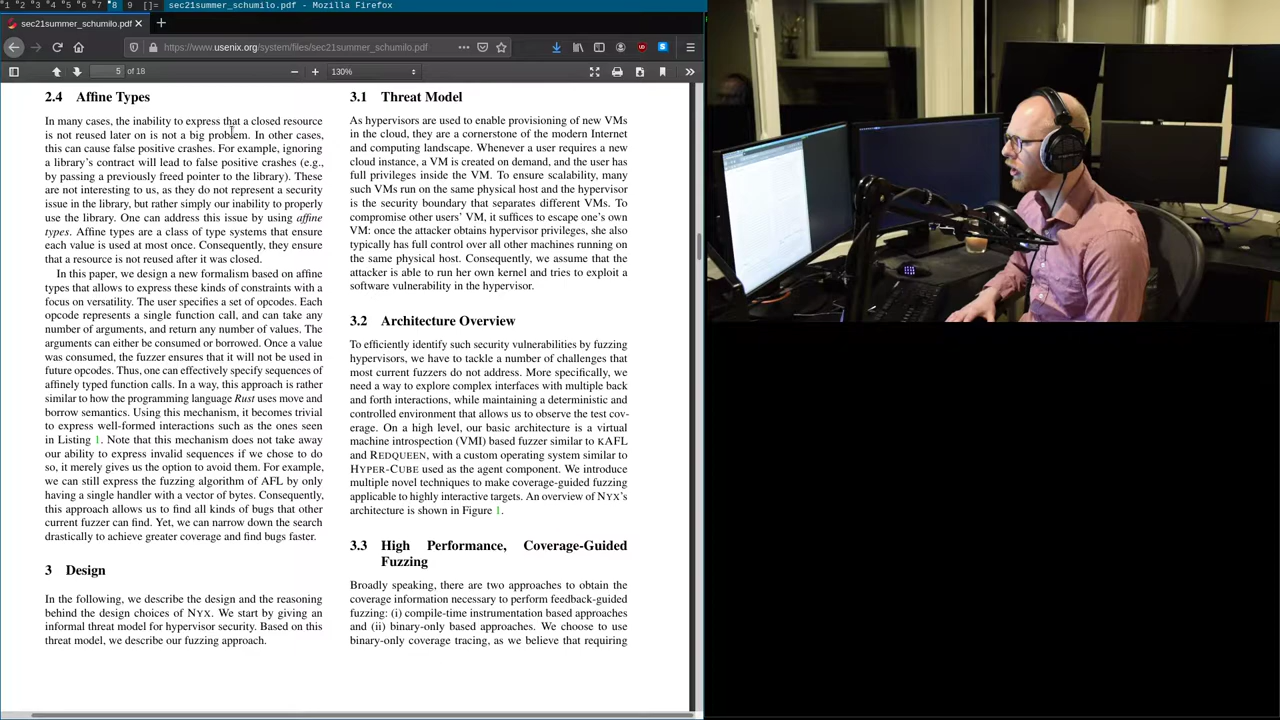 1 2 3 4 5 6 7 8 9 []= sec21summer_schumilo.pdf - Mozilla Firefox
sec21summer_schumilo.pdf
https://www.usenix.org/system/files/sec21summer_schumilo.pdf
5 of 18
130%
2.4 Affine Types
In many cases, the inability to express that a closed resource
is not reused later on is not a big problem. In other cases,
this can cause false positive crashes. For example, ignoring
a library's contract will lead to false positive crashes (e.g.,
by passing a previously freed pointer to the library). These
are not interesting to us, as they do not represent a security
issue in the library, but rather simply our inability to properly
use the library. One can address this issue by using affine
types. Affine types are a class of type systems that ensure
each value is used at most once. Consequently, they ensure
that a resource is not reused after it was closed.
In this paper, we design a new formalism based on affine
types that allows to express these kinds of constraints with a
focus on versatility. The user specifies a set of opcodes. Each
opcode represents a single function call, and can take any
number of arguments, and return any number of values. The
arguments can either be consumed or borrowed. Once a value
was consumed, the fuzzer ensures that it will not be used in
future opcodes. Thus, one can effectively specify sequences of
affinely typed function calls. In a way, this approach is rather
similar to how the programming language Rust uses move and
borrow semantics. Using this mechanism, it becomes trivial
to express well-formed interactions such as the ones seen
in Listing 1. Note that this mechanism does not take away
our ability to express invalid sequences if we chose to do
so, it merely gives us the option to avoid them. For example,
we can still express the fuzzing algorithm of AFL by only
having a single handler with a vector of bytes. Consequently,
this approach allows us to find all kinds of bugs that other
current fuzzer can find. Yet, we can narrow down the search
drastically to achieve greater coverage and find bugs faster.
3 Design
In the following, we describe the design and the reasoning
behind the design choices of NYX. We start by giving an
informal threat model for hypervisor security. Based on this
threat model, we describe our fuzzing approach.
3.1 Threat Model
As hypervisors are used to enable provisioning of new VMs
in the cloud, they are a cornerstone of the modern Internet
and computing landscape. Whenever a user requires a new
cloud instance, a VM is created on demand, and the user has
full privileges inside the VM. To ensure scalability, many
such VMs run on the same physical host and the hypervisor
is the security boundary that separates different VMs. To
compromise other users' VM, it suffices to escape one's own
VM: once the attacker obtains hypervisor privileges, she also
typically has full control over all other machines running on
the same physical host. Consequently, we assume that the
attacker is able to run her own kernel and tries to exploit a
software vulnerability in the hypervisor.
3.2 Architecture Overview
To efficiently identify such security vulnerabilities by fuzzing
hypervisors, we have to tackle a number of challenges that
most current fuzzers do not address. More specifically, we
need a way to explore complex interfaces with multiple back
and forth interactions, while maintaining a deterministic and
controlled environment that allows us to observe the test cov-
erage. On a high level, our basic architecture is a virtual
machine introspection (VMI) based fuzzer similar to KAFL
and REDQUEEN, with a custom operating system similar to
HYPER-CUBE used as the agent component. We introduce
multiple novel techniques to make coverage-guided fuzzing
applicable to highly interactive targets. An overview of NYX's
architecture is shown in Figure 1.
3.3 High Performance, Coverage-Guided
Fuzzing
Broadly speaking, there are two approaches to obtain the
coverage information necessary to perform feedback-guided
fuzzing: (i) compile-time instrumentation based approaches
and (ii) binary-only based approaches. We choose to use
binary-only coverage tracing, as we believe that requiring